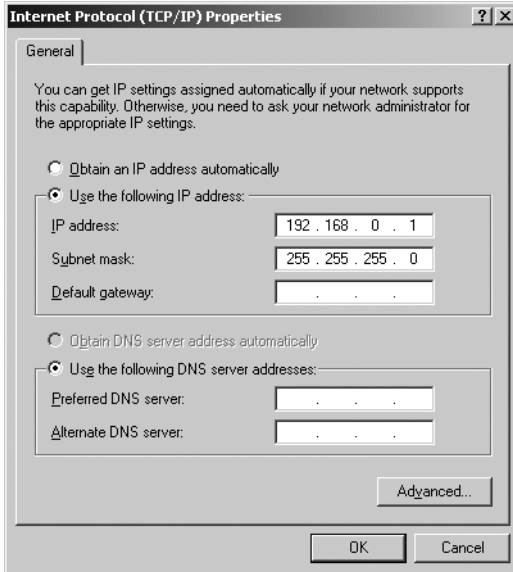 Internet Protocol (TCP/IP) Properties ? ×
General
You can get IP settings assigned automatically if your network supports
this capability. Otherwise, you need to ask your network administrator for
the appropriate IP settings.
Obtain an IP address automatically
Use the following IP address:
IP address: 192 . 168 . 0 . 1
Subnet mask: 255 . 255 . 255 . 0
Default gateway: . . .
Obtain DNS server address automatically
Use the following DNS server addresses:
Preferred DNS server: . . .
Alternate DNS server: . . .
Advanced...
OK Cancel